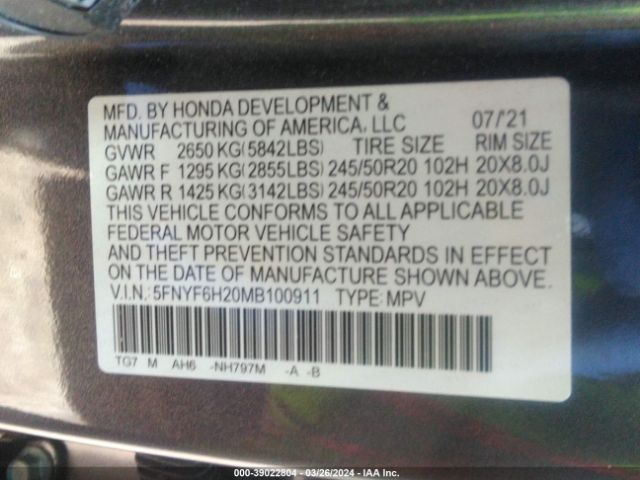 MFD. BY HONDA DEVELOPMENT &
MANUFACTURING OF AMERICA, LLC 07/'21
GVWR 2650 KG(5842LBS) TIRE SIZE RIM SIZE
GAWR F 1295 KG(2855LBS) 245/50R20 102H 20X8.0J
GAWR R 1425 KG(3142LBS) 245/50R20 102H 20X8.0J
THIS VEHICLE CONFORMS TO ALL APPLICABLE
FEDERAL MOTOR VEHICLE SAFETY
AND THEFT PREVENTION STANDARDS IN EFFECT
ON THE DATE OF MANUFACTURE SHOWN ABOVE.
V.I.N.: 5FNYF6H20MB100911 TYPE: MPV
TG7 M AH6 -NH797M -A -B
000-39022804 - 03/26/2024 - IAA Inc.